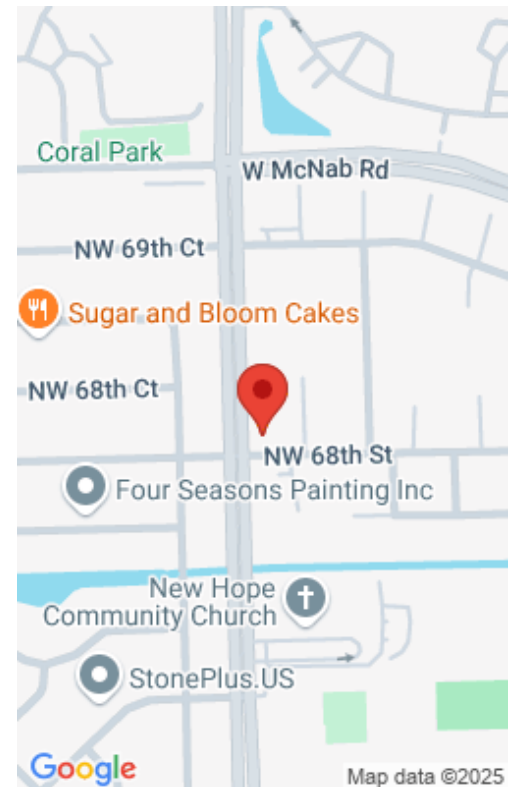 Coral Park
W McNab Rd
NW 69th Ct
Sugar and Bloom Cakes
NW 68th Ct
NW 68th St
Four Seasons Painting Inc
New Hope
Community Church
StonePlus.US
Google
Map data ©2025